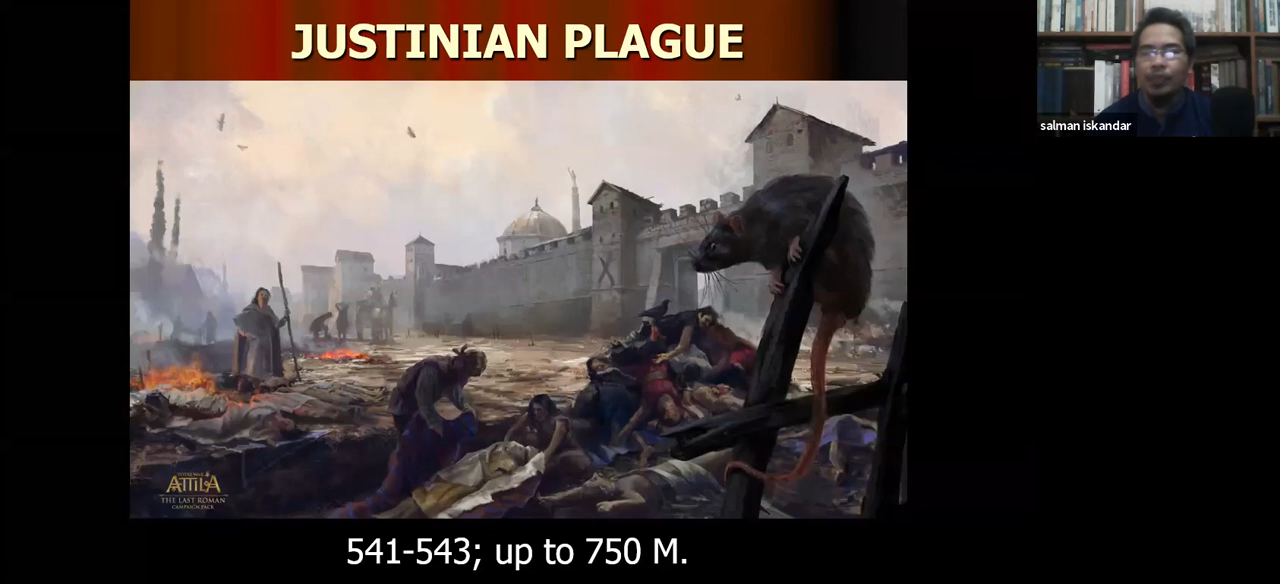 JUSTINIAN PLAGUE
salman iskandar
ATTILA
THE LAST ROMAN
CAMPAIGN PACK
541-543; up to 750 M.